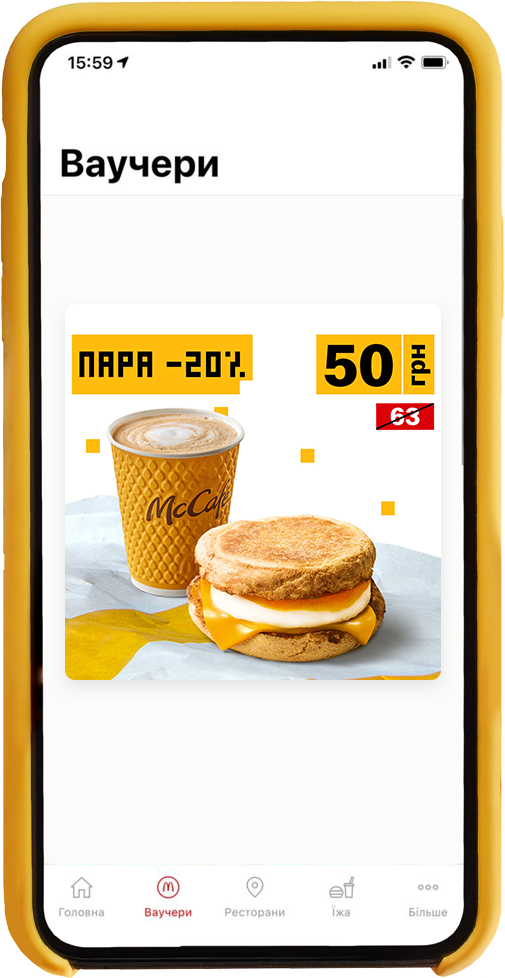 15:59
Ваучери
ПАРА -20%
50 грн
63
McCafé
Головна
Ваучери
Ресторани
Їжа
Більше